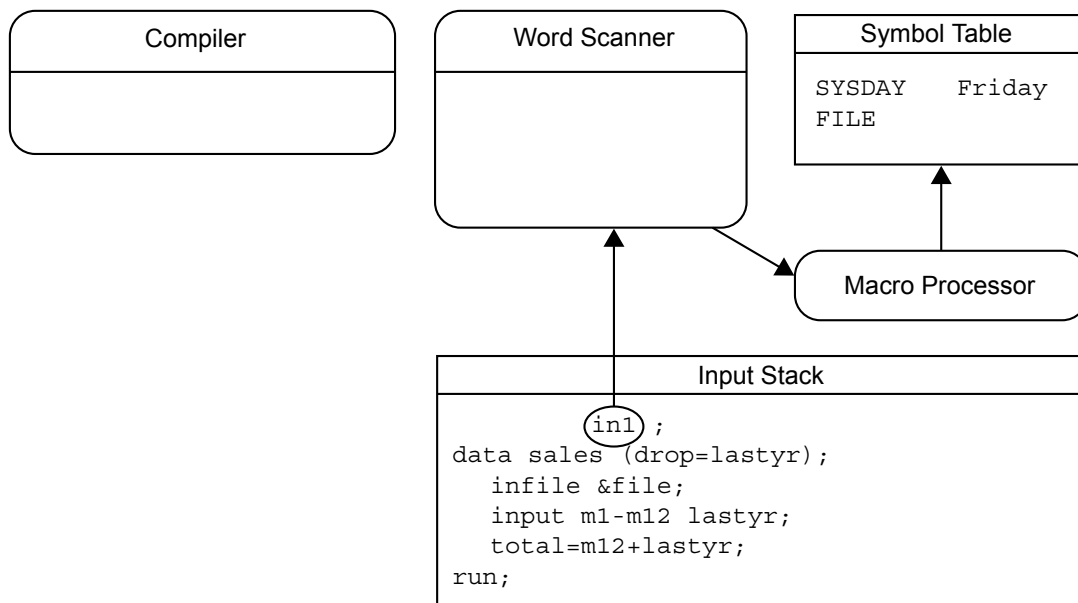 Compiler
Word Scanner
Symbol Table
SYSDAY Friday
FILE
Macro Processor
Input Stack
in1 ;
data sales (drop=lastyr);
infile &file;
input m1-m12 lastyr;
total=m12+lastyr;
run;